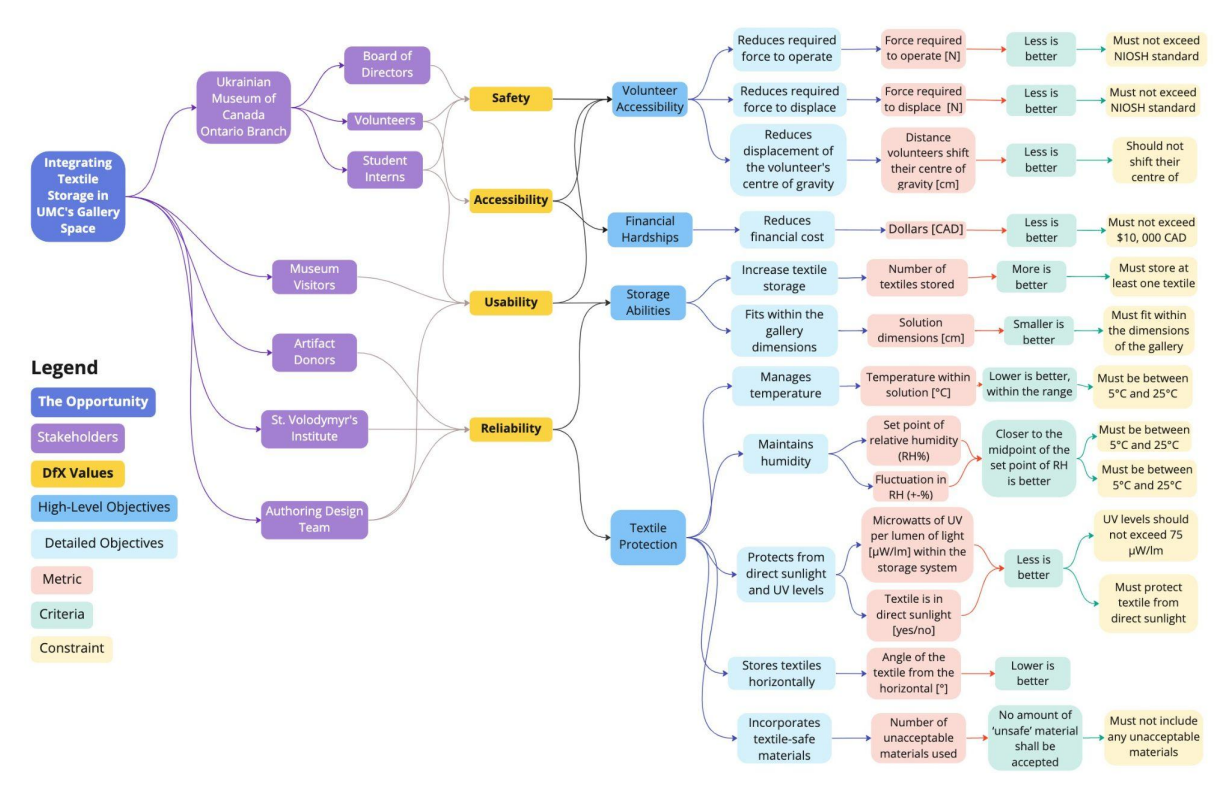 Integrating
Textile
Storage in
UMC's Gallery
Space
Ukrainian
Museum of
Canada
Ontario Branch
Board of
Directors
Volunteers
Student
Interns
Museum
Visitors
Artifact
Donors
St. Volodymyr's
Institute
Authoring Design
Team
Safety
Accessibility
Usability
Reliability
Volunteer
Accessibility
Financial
Hardships
Storage
Abilities
Textile
Protection
Reduces required
force to operate
Force required
to operate [N]
Less is
better
Must not exceed
NIOSH standard
Reduces required
force to displace
Force required
to displace [N]
Less is
better
Must not exceed
NIOSH standard
Reduces
displacement of
the volunteer's
centre of gravity
Distance
volunteers shift
their centre of
gravity [cm]
Less is
better
Should not
shift their
centre of
Reduces
financial cost
Dollars [CAD]
Less is
better
Must not exceed
$10, 000 CAD
Increase textile
storage
Number of
textiles stored
More is
better
Must store at
least one textile
Fits within the
gallery
dimensions
Solution
dimensions [cm]
Smaller is
better
Must fit within
the dimensions
of the gallery
Manages
temperature
Temperature within
solution [°C]
Lower is better,
within the range
Must be between
5°C and 25°C
Maintains
humidity
Set point of
relative humidity
(RH%)
Fluctuation in
RH (+-%)
Closer to the
midpoint of the
set point of RH
is better
Must be between
5°C and 25°C
Must be between
5°C and 25°C
Protects from
direct sunlight
and UV levels
Microwatts of UV
per lumen of light
[μW/lm] within the
storage system
Textile is in
direct sunlight
[yes/no]
Less is
better
UV levels should
not exceed 75
μW/lm
Must protect
textile from
direct sunlight
Stores textiles
horizontally
Angle of the
textile from the
horizontal [°]
Lower is
better
Incorporates
textile-safe
materials
Number of
unacceptable
materials used
No amount of
'unsafe' material
shall be
accepted
Must not include
any unacceptable
materials
Legend
The Opportunity
Stakeholders
DfX Values
High-Level Objectives
Detailed Objectives
Metric
Criteria
Constraint